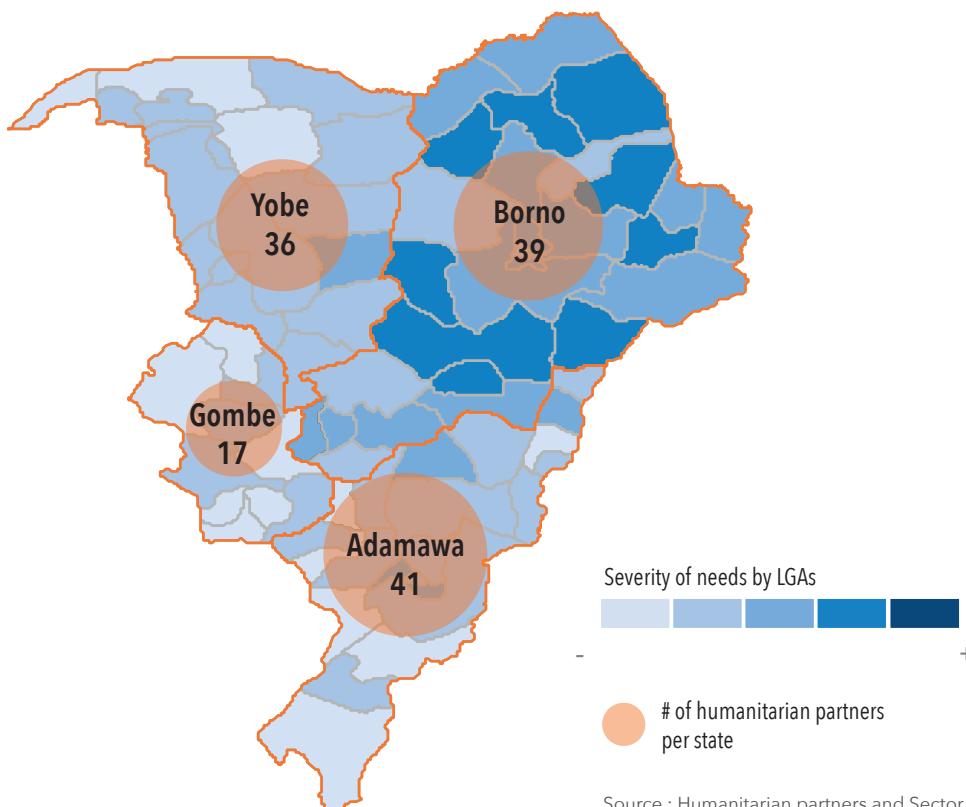 Yobe
36
Borno
39
Gombe
17
Adamawa
41
Severity of needs by LGAs
-
+
# of humanitarian partners
per state
Source : Humanitarian partners and Sector